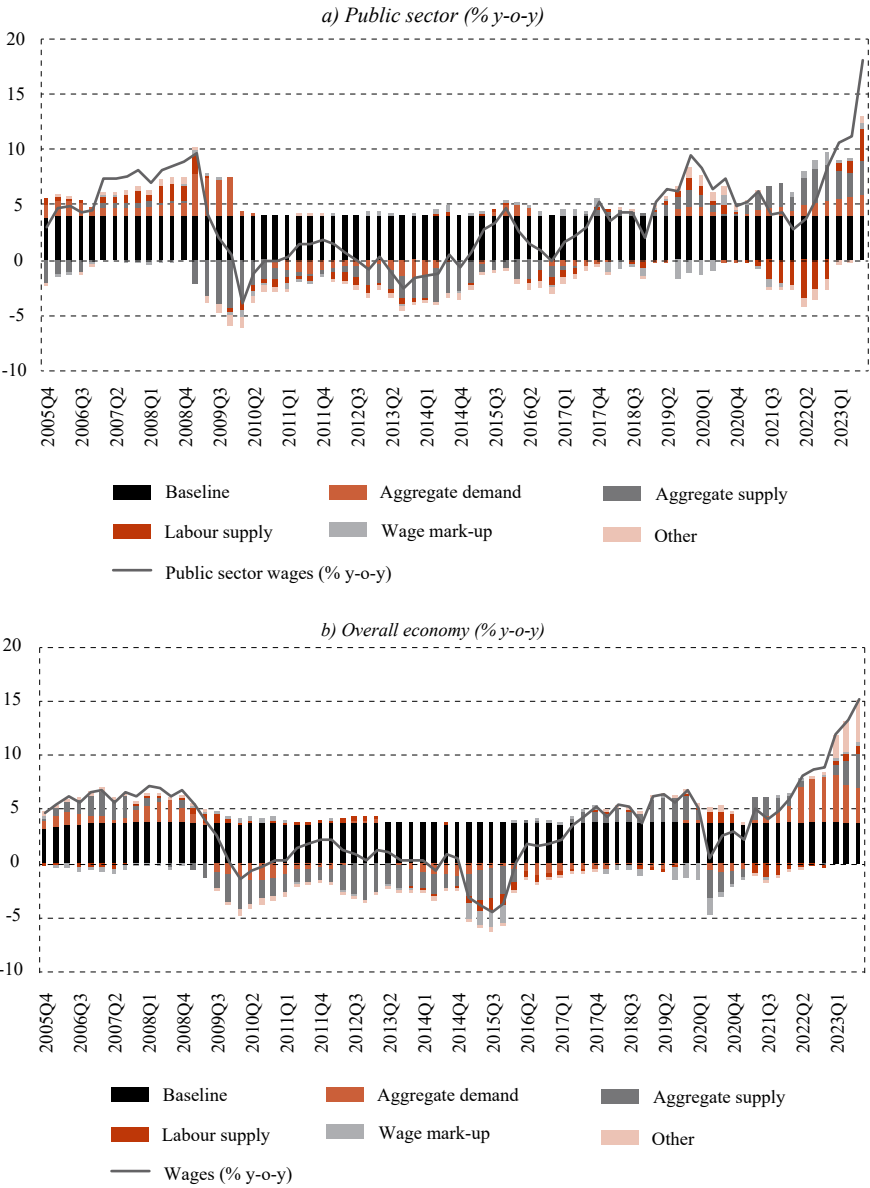 a) Public sector (% y-o-y)
20
15
10
5
0
-5
-10
2005Q4
2006Q3
2007Q2
2008Q1
2008Q4
2009Q3
2010Q2
2011Q1
2011Q4
2012Q3
2013Q2
2014Q1
2014Q4
2015Q3
2016Q2
2017Q1
2017Q4
2018Q3
2019Q2
2020Q1
2020Q4
2021Q3
2022Q2
2023Q1
Baseline
Aggregate demand
Aggregate supply
Labour supply
Wage mark-up
Other
Public sector wages (% y-o-y)
b) Overall economy (% y-o-y)
20
15
10
5
0
-5
-10
2005Q4
2006Q3
2007Q2
2008Q1
2008Q4
2009Q3
2010Q2
2011Q1
2011Q4
2012Q3
2013Q2
2014Q1
2014Q4
2015Q3
2016Q2
2017Q1
2017Q4
2018Q3
2019Q2
2020Q1
2020Q4
2021Q3
2022Q2
2023Q1
Baseline
Aggregate demand
Aggregate supply
Labour supply
Wage mark-up
Other
Wages (% y-o-y)